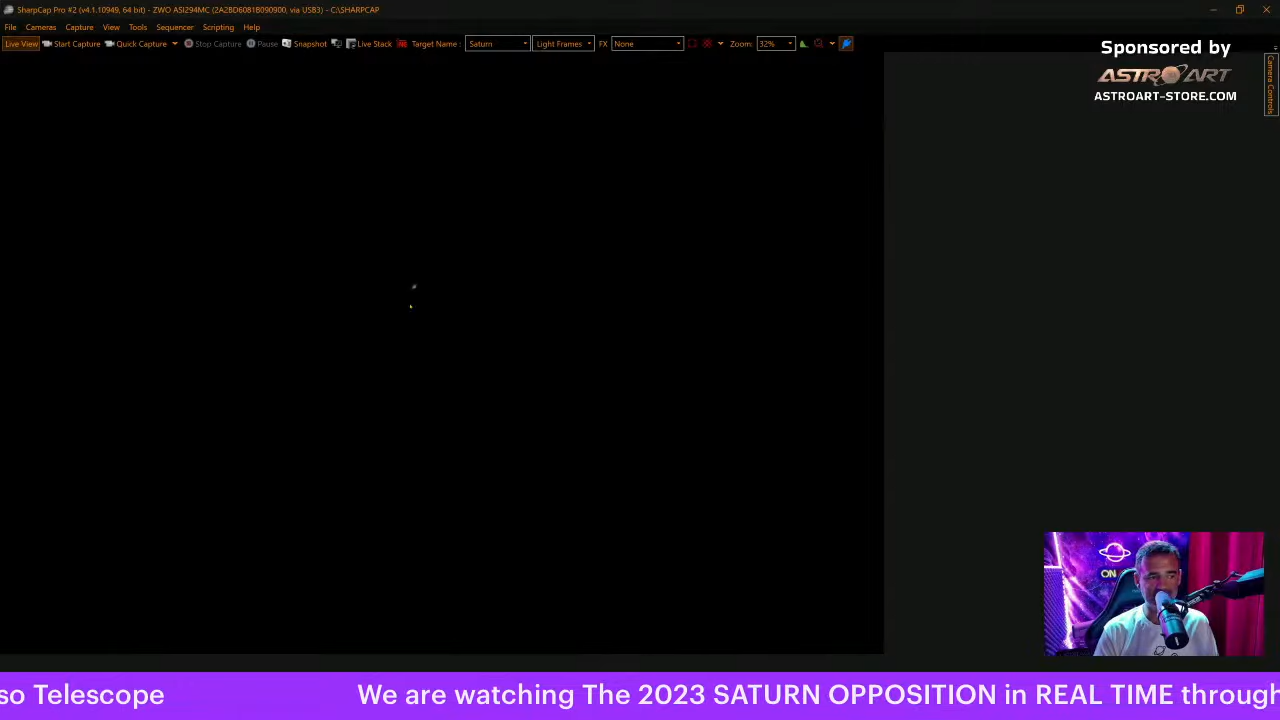 SharpCap Pro #2 (v4.1.10949, 64 bit) - ZWO ASI294MC (2A2BD6081B090900, via USB3) - C:\SHARPCAP
File Cameras Capture View Tools Sequencer Scripting Help
Live View Start Capture Quick Capture Stop Capture Pause Snapshot Live Stack Target Name : Saturn Light Frames FX None Zoom: 32%
Sponsored by
ASTROART
ASTROART-STORE.COM
Camera Controls
ON
so Telescope We are watching The 2023 SATURN OPPOSITION in REAL TIME through